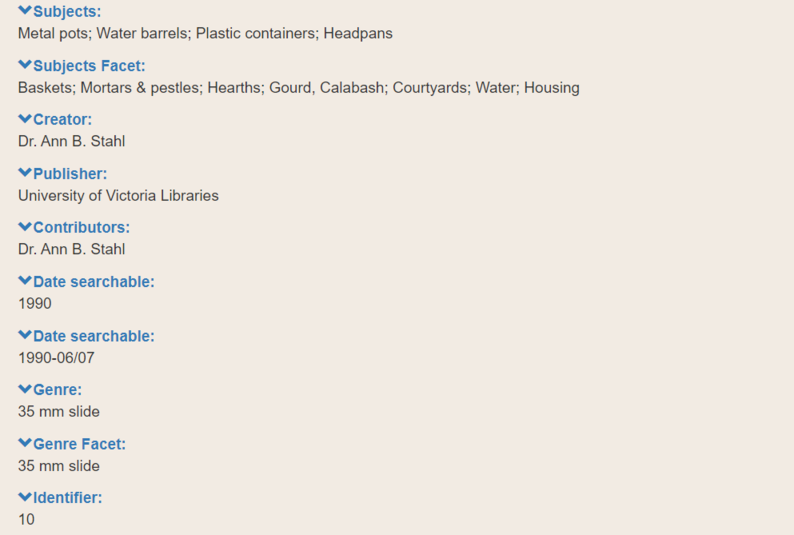 Subjects:
Metal pots; Water barrels; Plastic containers; Headpans
Subjects Facet:
Baskets; Mortars & pestles; Hearths; Gourd, Calabash; Courtyards; Water; Housing
Creator:
Dr. Ann B. Stahl
Publisher:
University of Victoria Libraries
Contributors:
Dr. Ann B. Stahl
Date searchable:
1990
Date searchable:
1990-06/07
Genre:
35 mm slide
Genre Facet:
35 mm slide
Identifier:
10